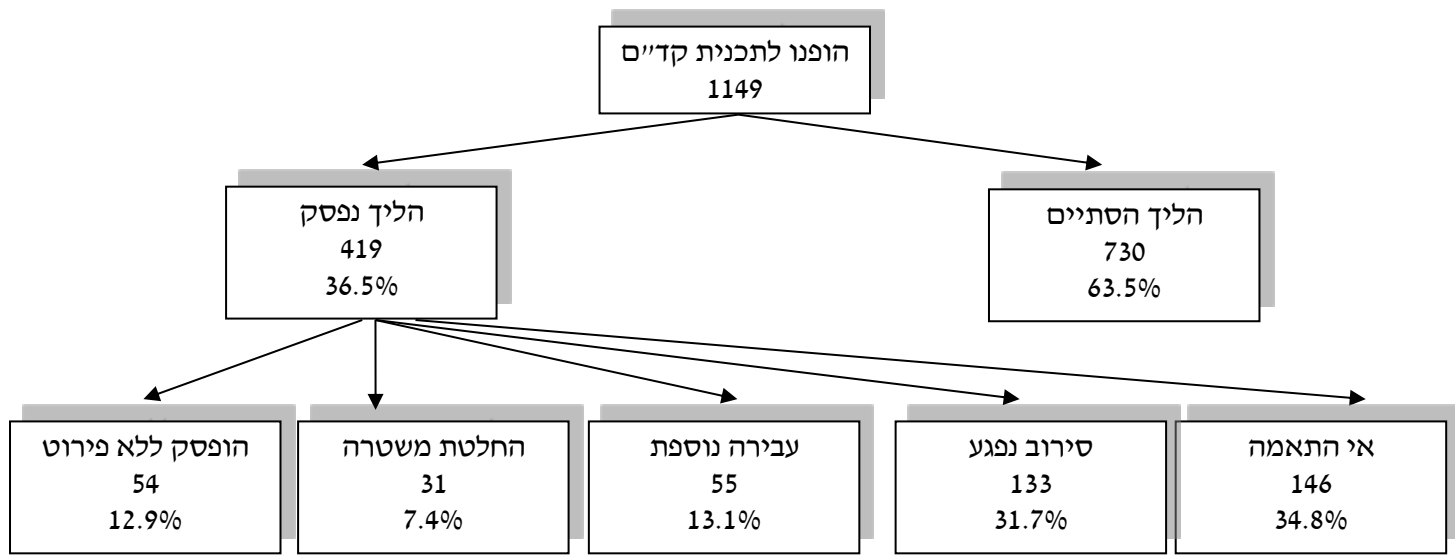 הופנו לתכנית קד״ם
1149
הליך הסתיים
730
63.5%
הליך נפסק
419
36.5%
אי התאמה
146
34.8%
סירוב נפגע
133
31.7%
עבירה נוספת
55
13.1%
החלטת משטרה
31
7.4%
הופסק ללא פירוט
54
12.9%